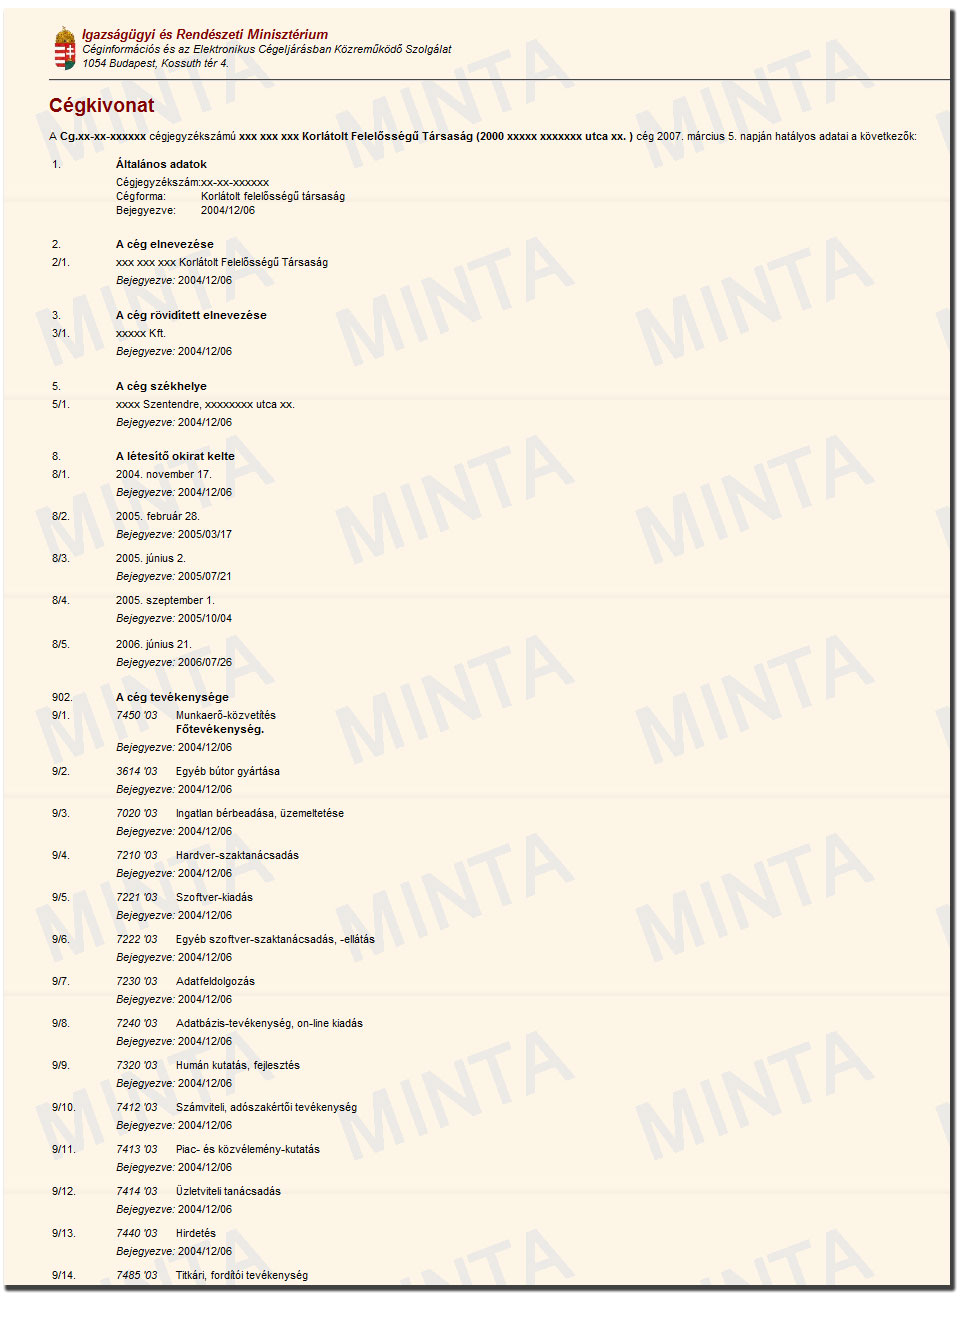 Igazságügyi és Rendészeti Minisztérium
Céginformációs és az Elektronikus Cégeljárásban Közreműködő Szolgálat
1054 Budapest, Kossuth tér 4.
Cégkivonat
A Cg.xx-xx-xxxxxx cégjegyzékszámú xxx xxx xxx Korlátolt Felelősségű Társaság (2000 xxxxx xxxxxxx utca xx. ) cég 2007. március 5. napján hatályos adatai a következők:
1. Általános adatok
Cégjegyzékszám:xx-xx-xxxxxx
Cégforma: Korlátolt felelősségű társaság
Bejegyezve: 2004/12/06
2. A cég elnevezése
2/1. xxx xxx xxx Korlátolt Felelősségű Társaság
Bejegyezve: 2004/12/06
3. A cég rövidített elnevezése
3/1. xxxxx Kft.
Bejegyezve: 2004/12/06
5. A cég székhelye
5/1. xxxx Szentendre, xxxxxxxx utca xx.
Bejegyezve: 2004/12/06
8. A létesítő okirat kelte
8/1. 2004. november 17.
Bejegyezve: 2004/12/06
8/2. 2005. február 28.
Bejegyezve: 2005/03/17
8/3. 2005. június 2.
Bejegyezve: 2005/07/21
8/4. 2005. szeptember 1.
Bejegyezve: 2005/10/04
8/5. 2006. június 21.
Bejegyezve: 2006/07/26
902. A cég tevékenysége
9/1. 7450 '03 Munkaerő-közvetítés
Főtevékenység.
Bejegyezve: 2004/12/06
9/2. 3614 '03 Egyéb bútor gyártása
Bejegyezve: 2004/12/06
9/3. 7020 '03 Ingatlan bérbeadása, üzemeltetése
Bejegyezve: 2004/12/06
9/4. 7210 '03 Hardver-szaktanácsadás
Bejegyezve: 2004/12/06
9/5. 7221 '03 Szoftver-kiadás
Bejegyezve: 2004/12/06
9/6. 7222 '03 Egyéb szoftver-szaktanácsadás, -ellátás
Bejegyezve: 2004/12/06
9/7. 7230 '03 Adatfeldolgozás
Bejegyezve: 2004/12/06
9/8. 7240 '03 Adatbázis-tevékenység, on-line kiadás
Bejegyezve: 2004/12/06
9/9. 7320 '03 Humán kutatás, fejlesztés
Bejegyezve: 2004/12/06
9/10. 7412 '03 Számviteli, adószakértői tevékenység
Bejegyezve: 2004/12/06
9/11. 7413 '03 Piac- és közvélemény-kutatás
Bejegyezve: 2004/12/06
9/12. 7414 '03 Üzletviteli tanácsadás
Bejegyezve: 2004/12/06
9/13. 7440 '03 Hirdetés
Bejegyezve: 2004/12/06
9/14. 7485 '03 Titkári, fordítói tevékenység
MINTA